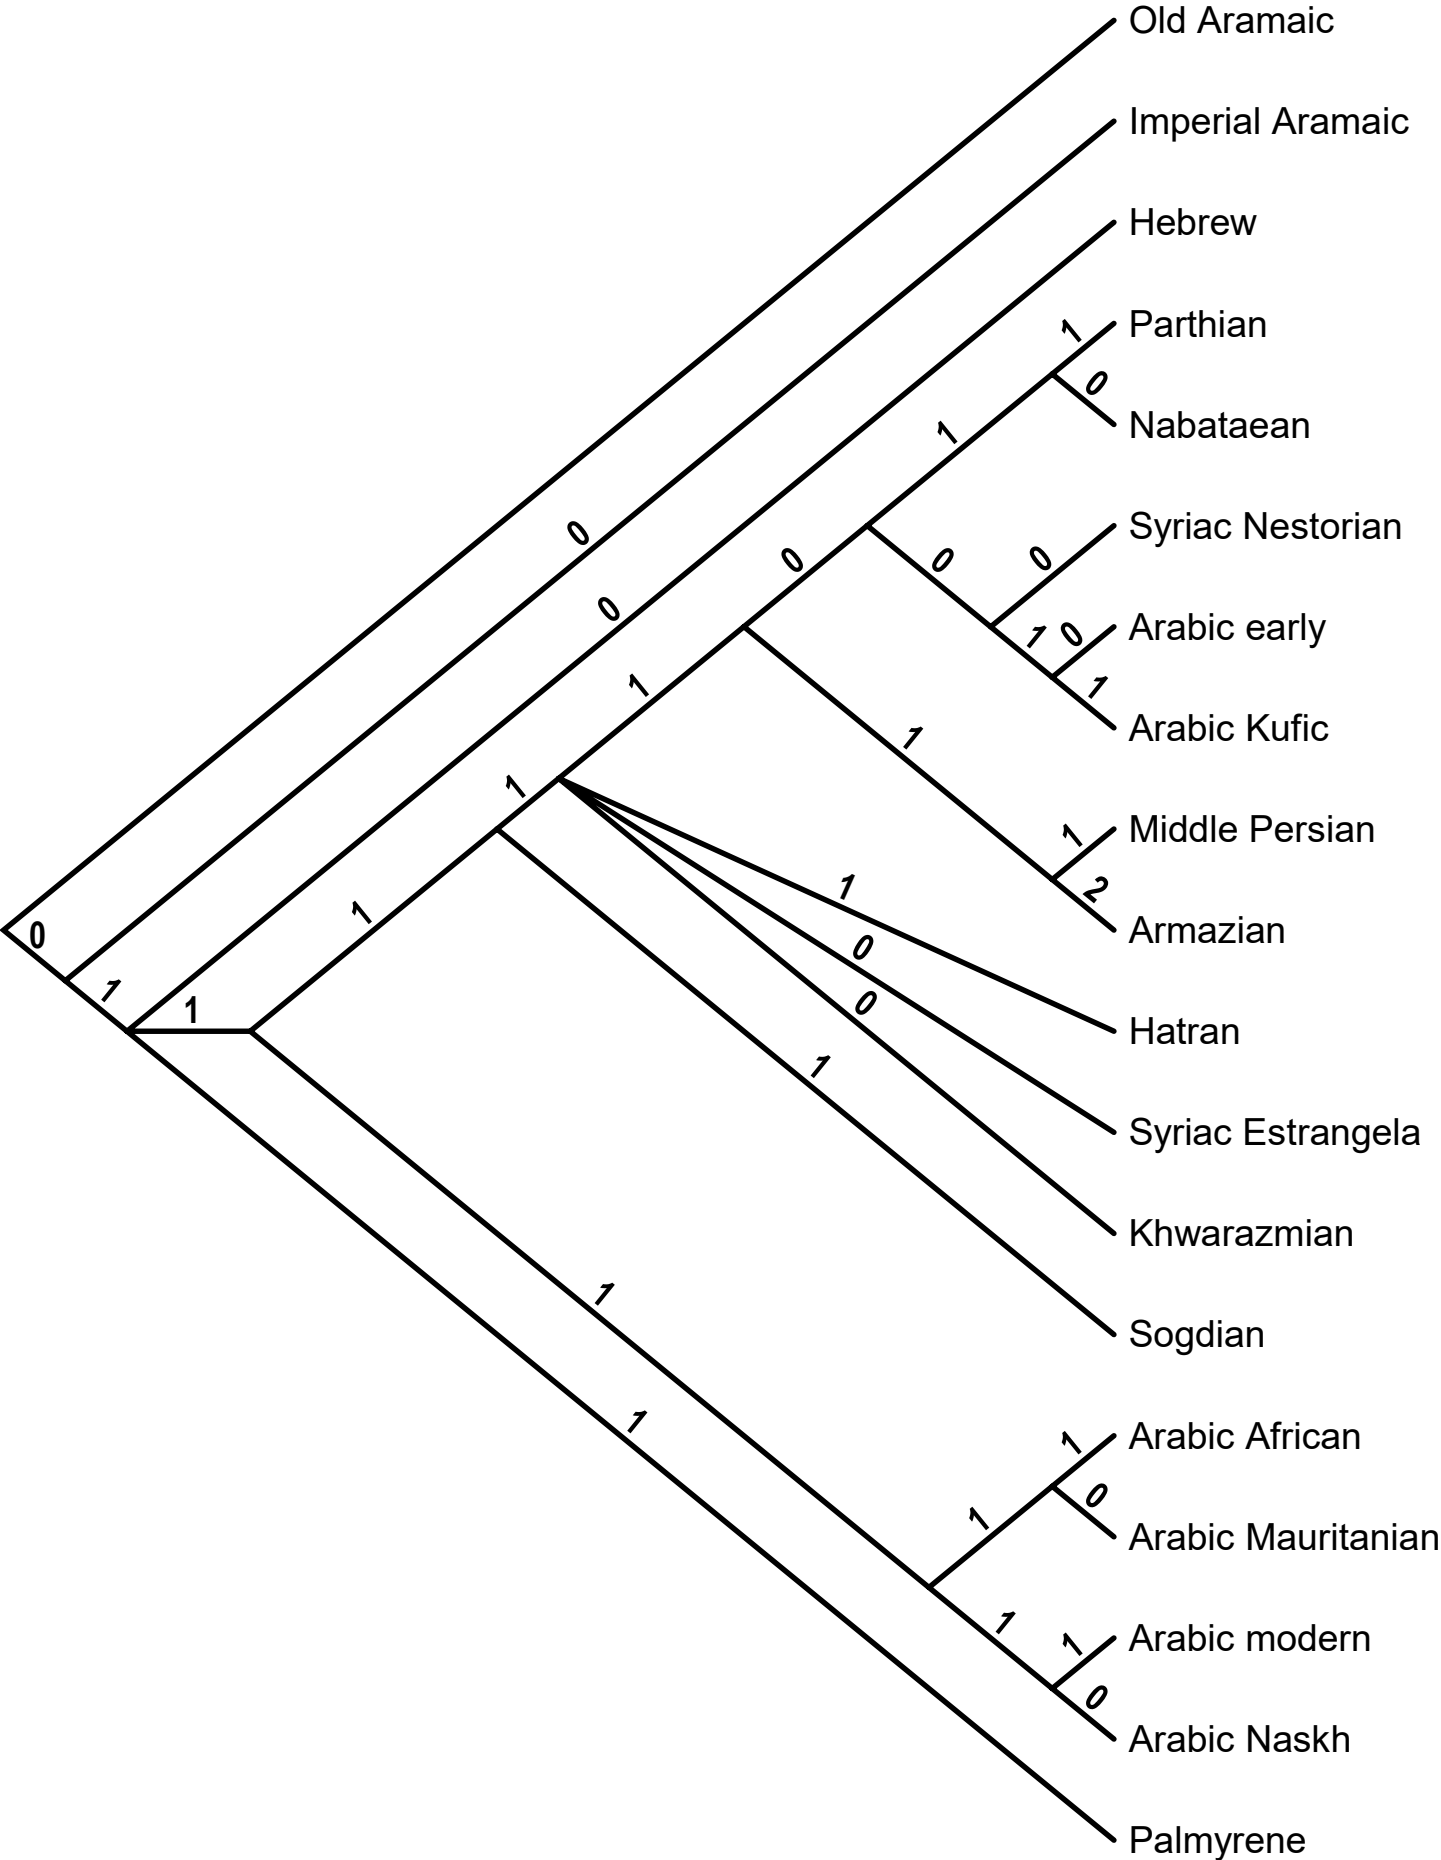 Old Aramaic
Imperial Aramaic
Hebrew
1 Parthian
0
Nabataean
1
0
Syriac Nestorian
0
0 0
0
1 0 Arabic early
1
1
Arabic Kufic
1
1
1 Middle Persian
2
1
1
Armazian
0
0
1
0
1
Hatran
1
Syriac Estrangela
Khwarazmian
1
Sogdian
1
1 Arabic African
0
1
Arabic Mauritanian
1
1 Arabic modern
0
Arabic Naskh
Palmyrene